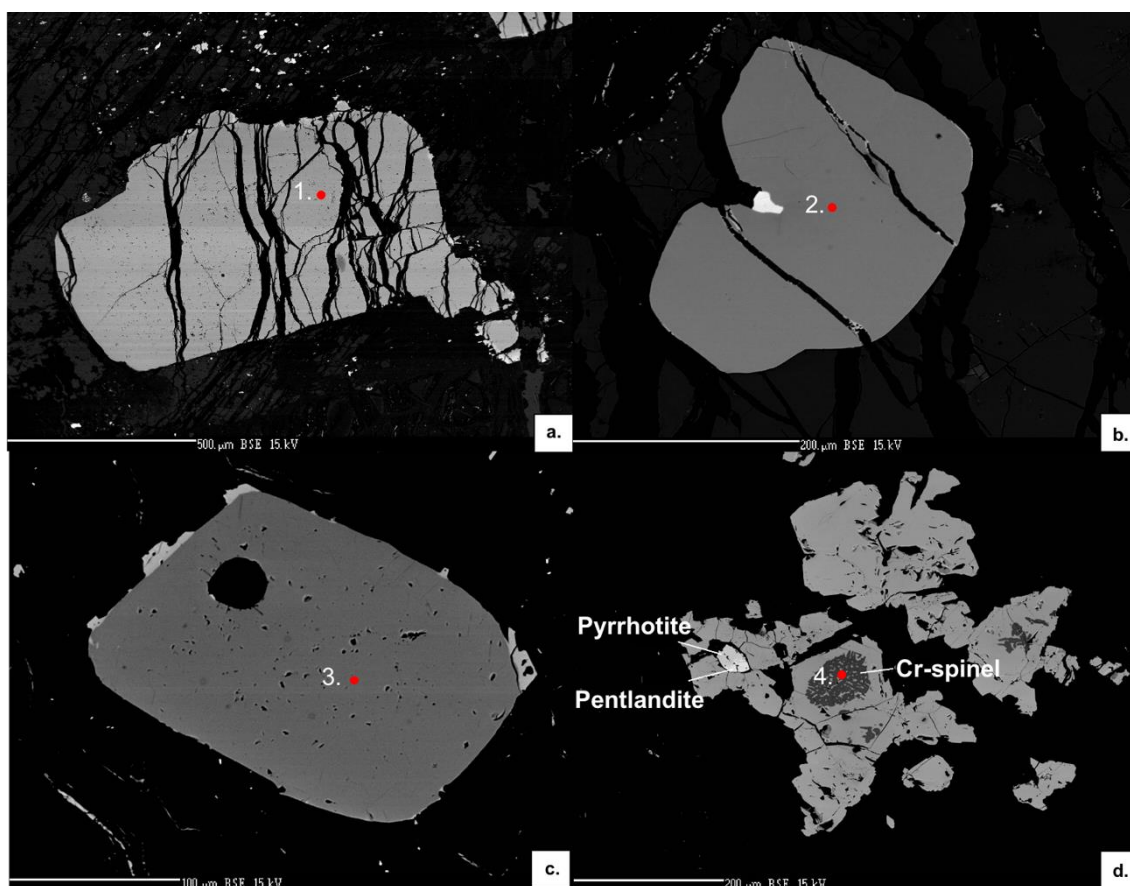 1.
a.
500.µm BSE 15.kV
2.
b.
200.µm BSE 15.kV
3.
c.
100.µm BSE 15.kV
Pyrrhotite
Pentlandite
4.
Cr-spinel
d.
200.µm BSE 15.kV